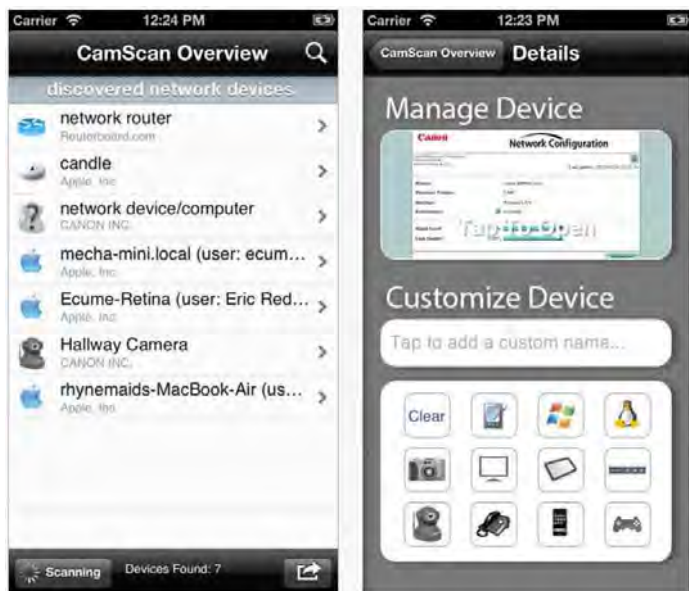 Carrier 12:24 PM
CamScan Overview
discovered network devices
network router
Routerboard.com
candle
Apple, Inc
network device/computer
CANON INC.
mecha-mini.local (user: ecum...
Apple, Inc
Ecume-Retina (user: Eric Red...
Apple, Inc
Hallway Camera
CANON INC.
rhynemaids-MacBook-Air (us...
Apple, Inc
Scanning Devices Found: 7
Carrier 12:23 PM
CamScan Overview Details
Manage Device
Canon Network Configuration
Tap To Open
Customize Device
Tap to add a custom name...
Clear